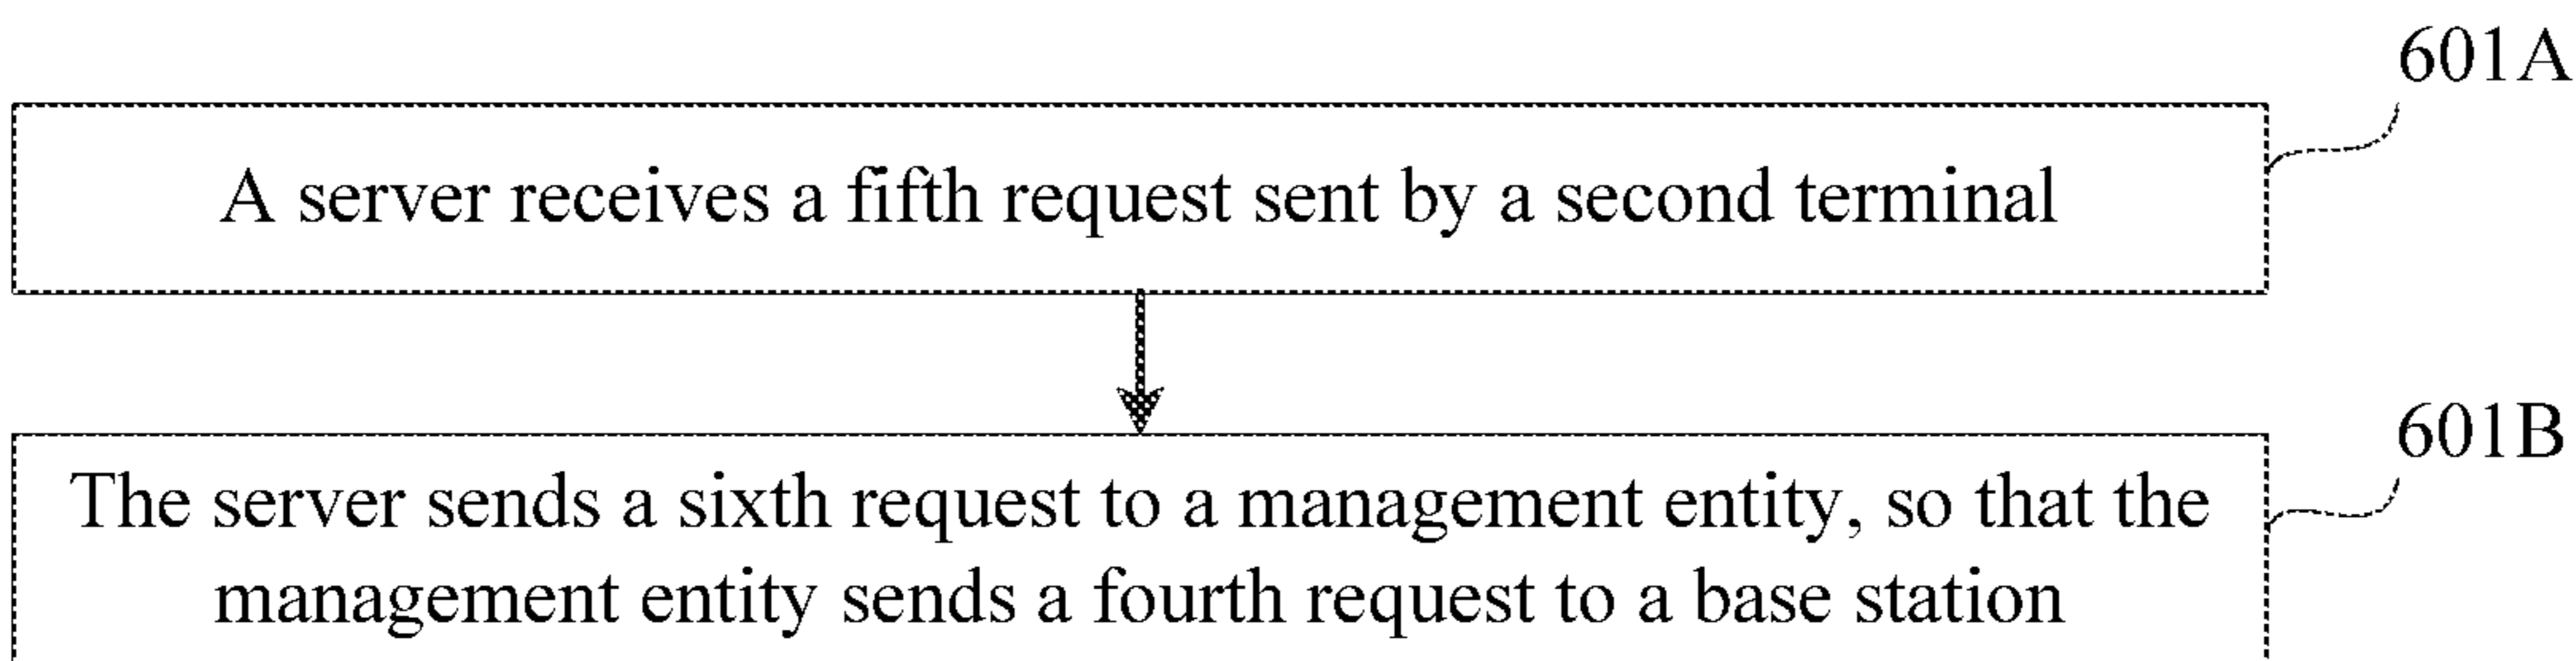 601A
A server receives a fifth request sent by a second terminal
601B
The server sends a sixth request to a management entity, so that the
management entity sends a fourth request to a base station